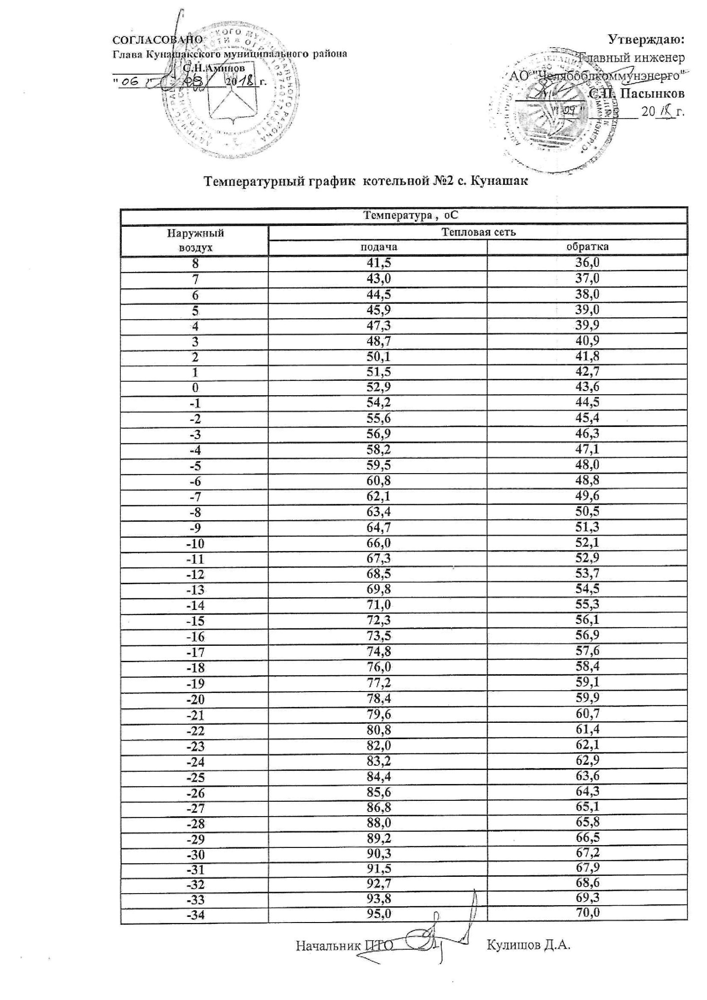 СОГЛАСОВАНО
Глава Кунашакского муниципального района
С.Н.Аминов
"06" 08 2018 г.
Утверждаю:
Главный инженер
АО "Челябоблкоммунэнерго"
С.П. Пасынков
"09" 2018 г.
Температурный график котельной №2 с. Кунашак
Температура , оС
Наружный воздух
Тепловая сеть
подача обратка
8 41,5 36,0
7 43,0 37,0
6 44,5 38,0
5 45,9 39,0
4 47,3 39,9
3 48,7 40,9
2 50,1 41,8
1 51,5 42,7
0 52,9 43,6
-1 54,2 44,5
-2 55,6 45,4
-3 56,9 46,3
-4 58,2 47,1
-5 59,5 48,0
-6 60,8 48,8
-7 62,1 49,6
-8 63,4 50,5
-9 64,7 51,3
-10 66,0 52,1
-11 67,3 52,9
-12 68,5 53,7
-13 69,8 54,5
-14 71,0 55,3
-15 72,3 56,1
-16 73,5 56,9
-17 74,8 57,6
-18 76,0 58,4
-19 77,2 59,1
-20 78,4 59,9
-21 79,6 60,7
-22 80,8 61,4
-23 82,0 62,1
-24 83,2 62,9
-25 84,4 63,6
-26 85,6 64,3
-27 86,8 65,1
-28 88,0 65,8
-29 89,2 66,5
-30 90,3 67,2
-31 91,5 67,9
-32 92,7 68,6
-33 93,8 69,3
-34 95,0 70,0
Начальник ПТО Кулишов Д.А.